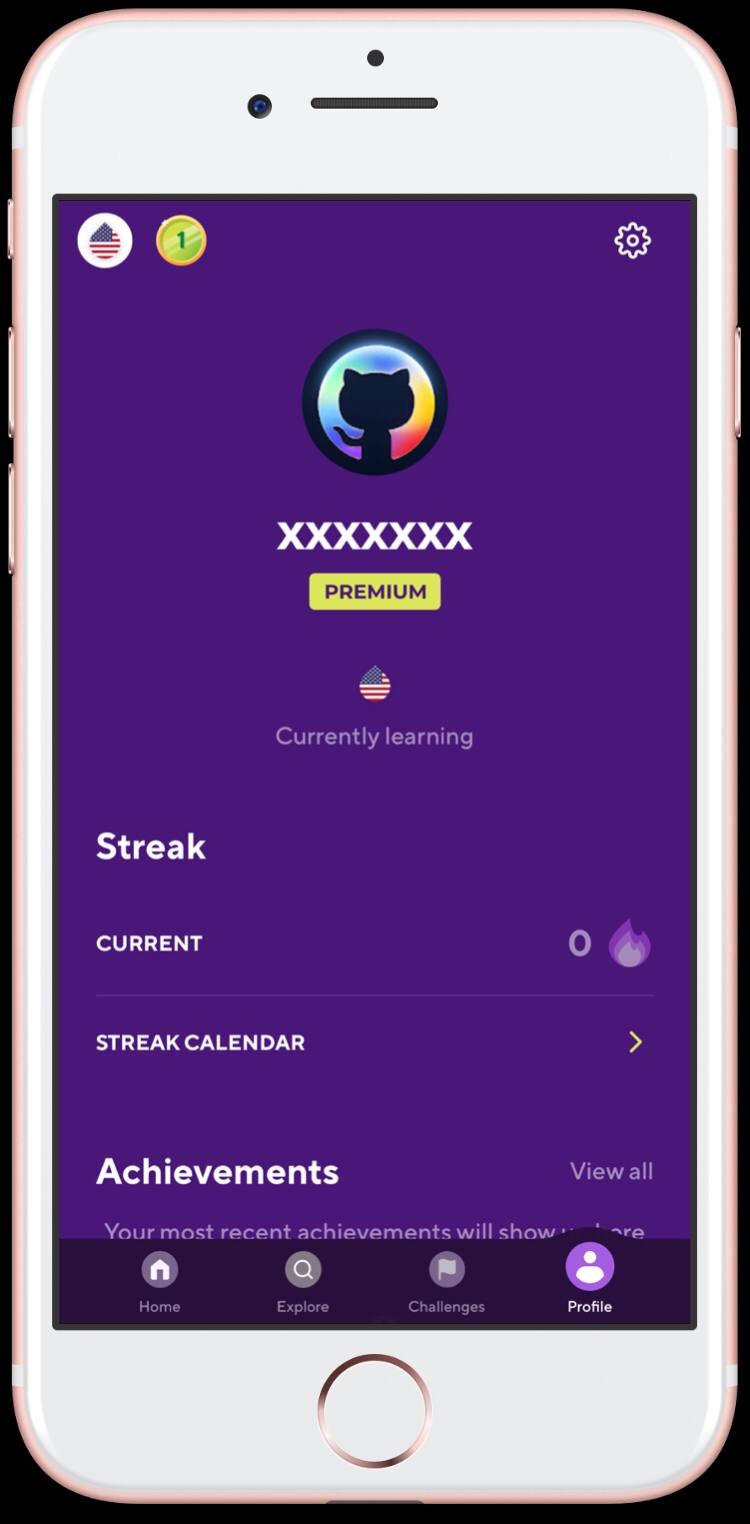 1
XXXXXXX
PREMIUM
Currently learning
Streak
CURRENT 0
STREAK CALENDAR
Achievements View all
Your most recent achievements will show
Home Explore Challenges Profile